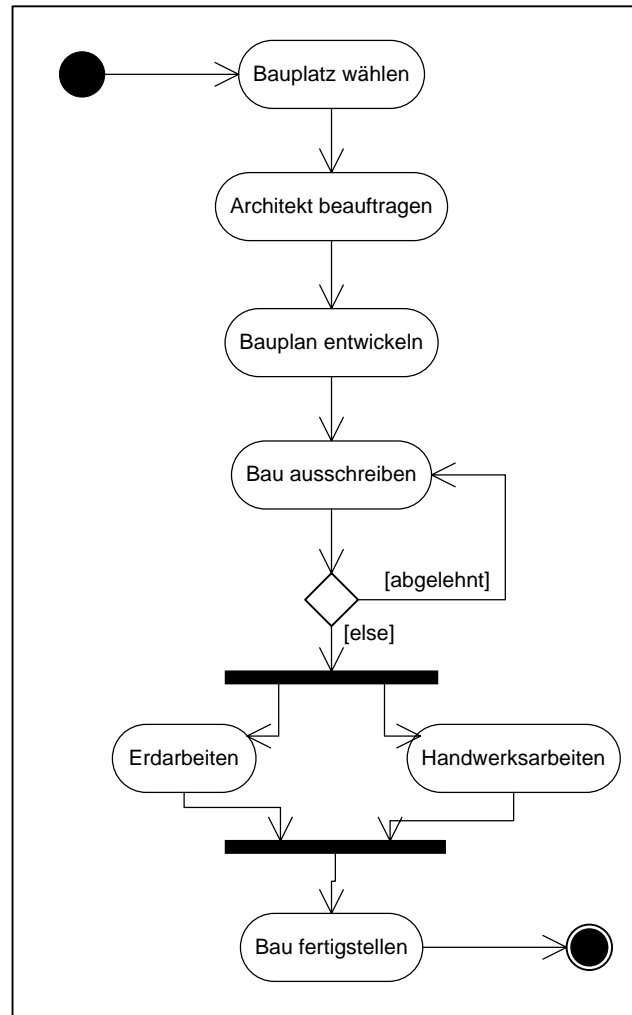 Bauplatz wählen
Architekt beauftragen
Bauplan entwickeln
Bau ausschreiben
[abgelehnt]
[else]
Erdarbeiten
Handwerksarbeiten
Bau fertigstellen